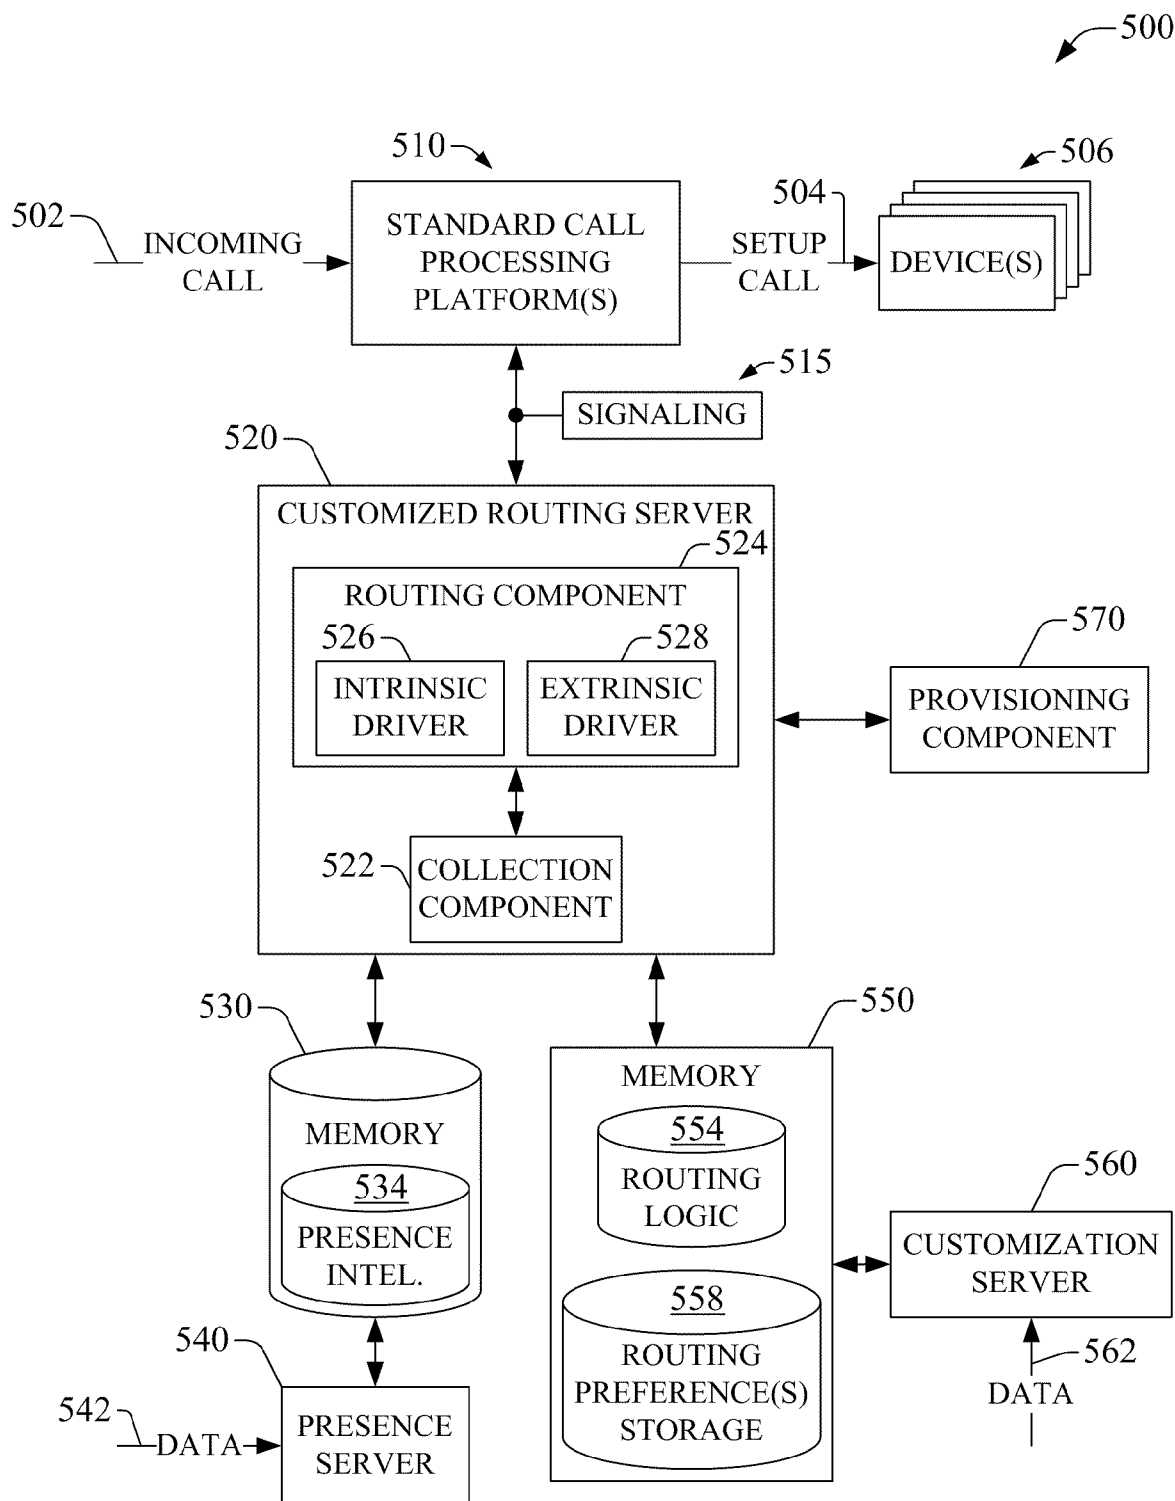 500
510
506
502
504
INCOMING
CALL
STANDARD CALL
PROCESSING
PLATFORM(S)
SETUP
CALL
DEVICE(S)
515
SIGNALING
520
CUSTOMIZED ROUTING SERVER
524
ROUTING COMPONENT
526
528
INTRINSIC
DRIVER
EXTRINSIC
DRIVER
570
PROVISIONING
COMPONENT
522
COLLECTION
COMPONENT
530
550
MEMORY
534
PRESENCE
INTEL.
MEMORY
554
ROUTING
LOGIC
558
ROUTING
PREFERENCE(S)
STORAGE
560
CUSTOMIZATION
SERVER
562
DATA
540
542
DATA
PRESENCE
SERVER